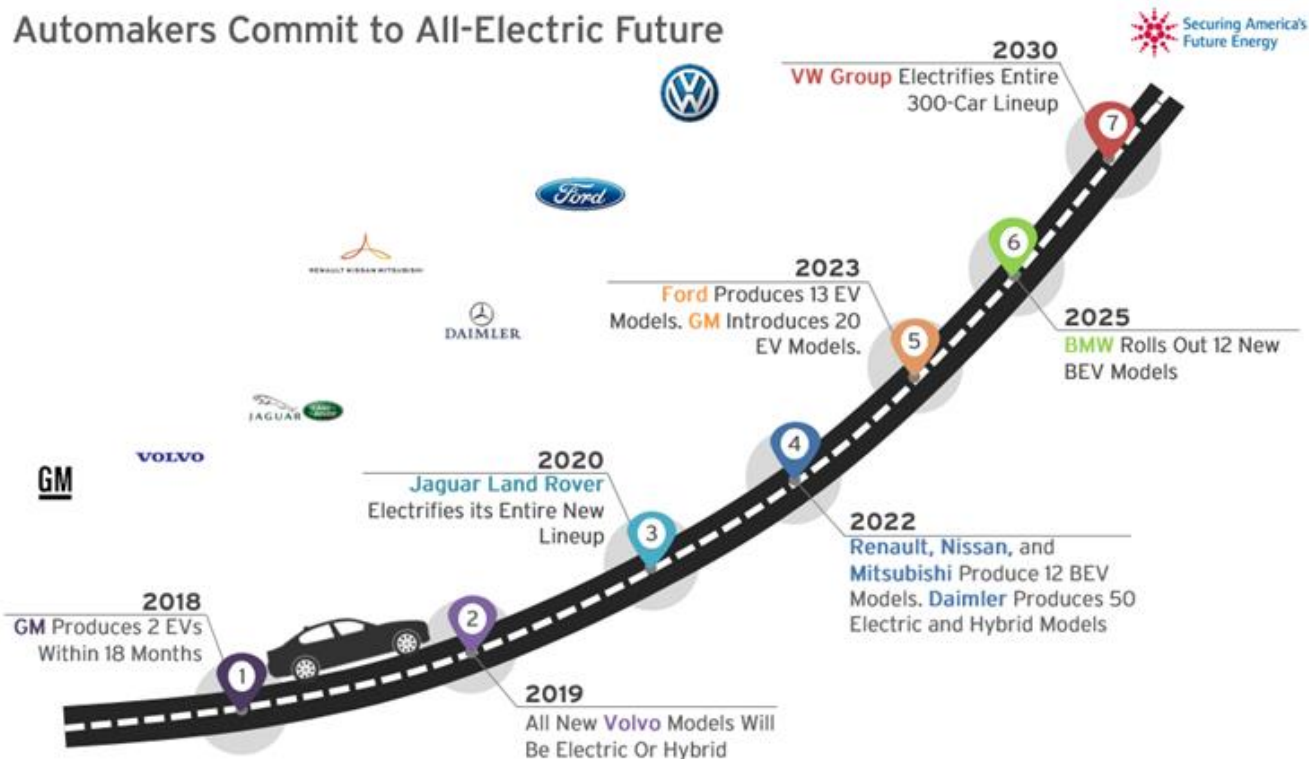 Automakers Commit to All-Electric Future
Securing America's
Future Energy
2030
VW Group Electrifies Entire
300-Car Lineup
7
Ford
6
RENAULT NISSAN MITSUBISHI
2023
Ford Produces 13 EV
Models. GM Introduces 20
EV Models.
5
2025
BMW Rolls Out 12 New
BEV Models
DAIMLER
JAGUAR
VOLVO
GM
4
2020
Jaguar Land Rover
Electrifies its Entire New
Lineup
3
2022
Renault, Nissan, and
Mitsubishi Produce 12 BEV
Models. Daimler Produces 50
Electric and Hybrid Models
2018
GM Produces 2 EVs
Within 18 Months
1
2
2019
All New Volvo Models Will
Be Electric Or Hybrid